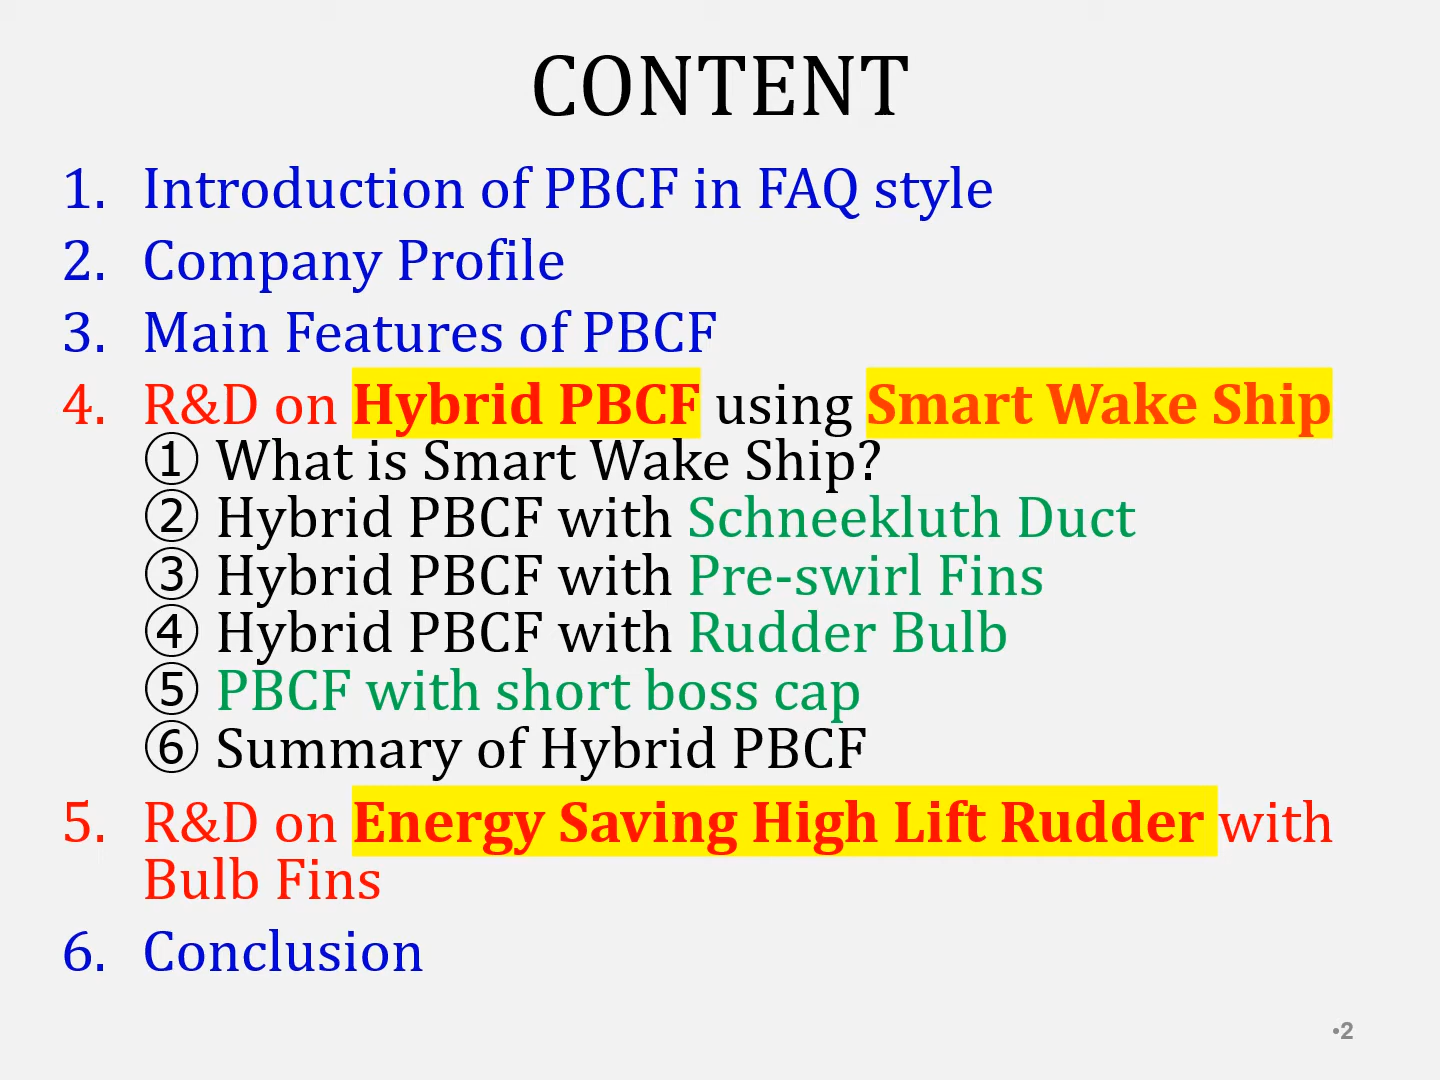 CONTENT
1. Introduction of PBCF in FAQ style
2. Company Profile
3. Main Features of PBCF
4. R&D on Hybrid PBCF using Smart Wake Ship
① What is Smart Wake Ship?
② Hybrid PBCF with Schneekluth Duct
③ Hybrid PBCF with Pre-swirl Fins
④ Hybrid PBCF with Rudder Bulb
⑤ PBCF with short boss cap
⑥ Summary of Hybrid PBCF
5. R&D on Energy Saving High Lift Rudder with
Bulb Fins
6. Conclusion
•2